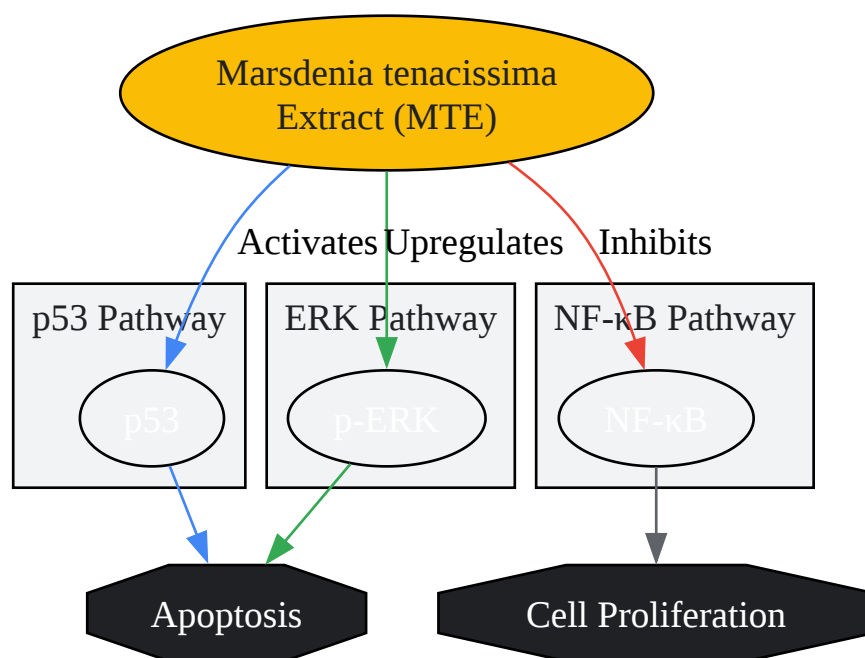 Marsdenia tenacissima
Extract (MTE)
Activates
Upregulates
Inhibits
p53 Pathway
ERK Pathway
NF-κB Pathway
p53
p-ERK
NF-κB
Apoptosis
Cell Proliferation